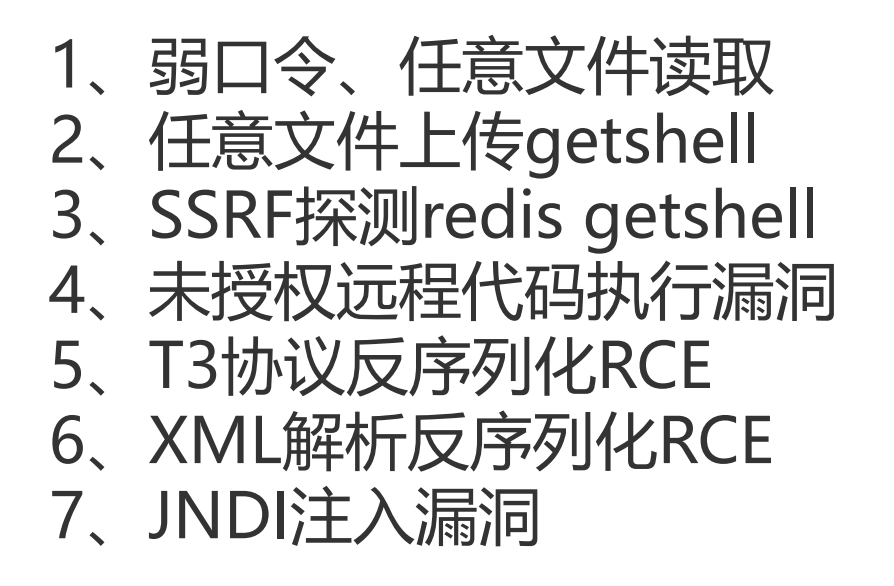 1、弱口令、任意文件读取
2、任意文件上传getshell
3、SSRF探测redis getshell
4、未授权远程代码执行漏洞
5、T3协议反序列化RCE
6、XML解析反序列化RCE
7、JNDI注入漏洞